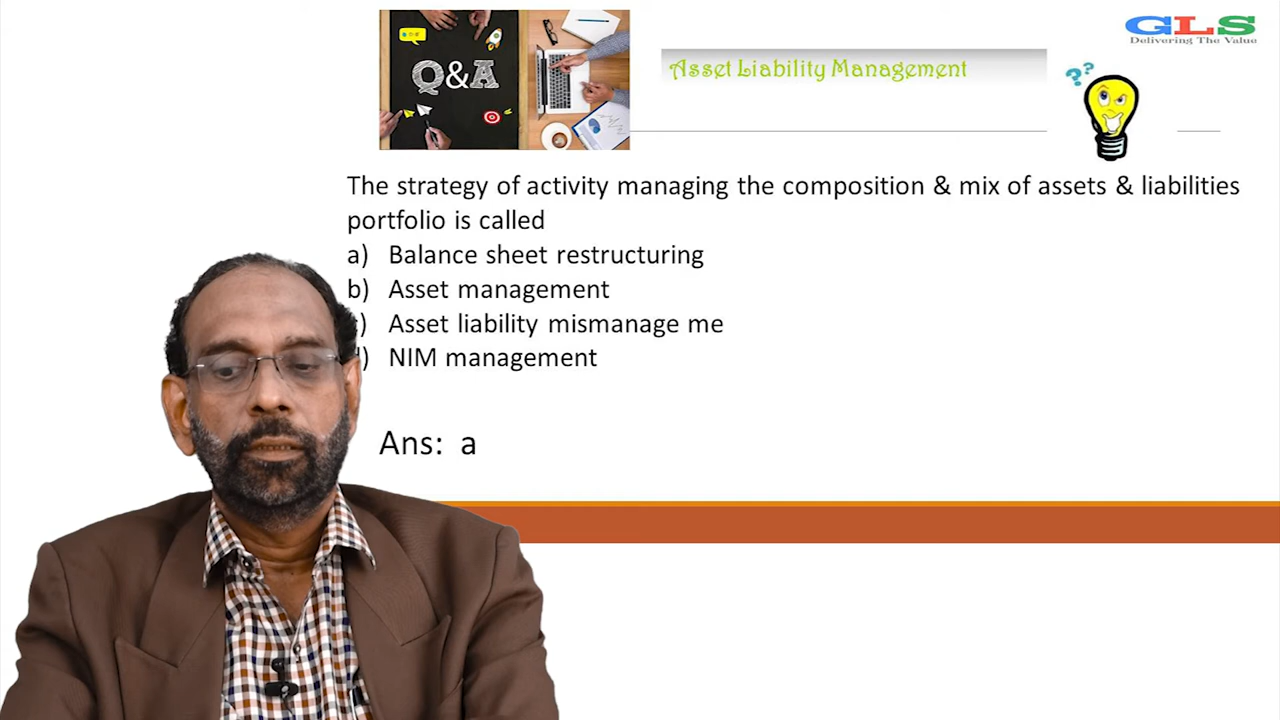 Q&A
GLS
Delivering The Value
Asset Liability Management
The strategy of activity managing the composition & mix of assets & liabilities
portfolio is called
a) Balance sheet restructuring
b) Asset management
) Asset liability mismanage me
) NIM management
Ans: a